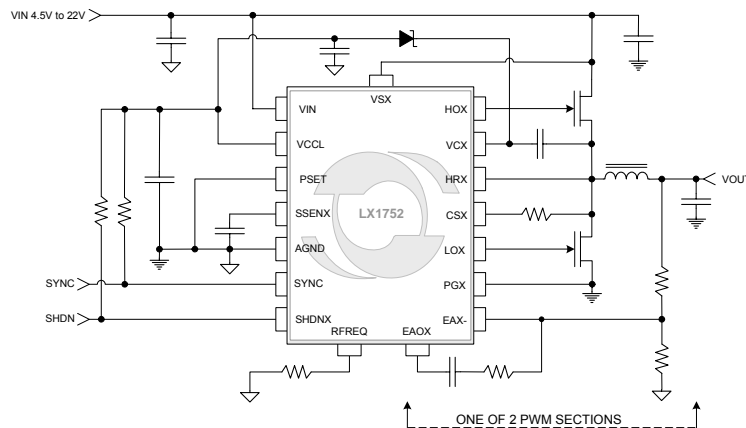 VIN 4.5V to 22V
VSX
VIN
HOX
VCCL
VCX
PSET
HRX
VOUT
SSENX
LX1752
CSX
AGND
LOX
SYNC
SYNC
PGX
SHDN
SHDNX
RFREQ
EAOX
EAX-
ONE OF 2 PWM SECTIONS